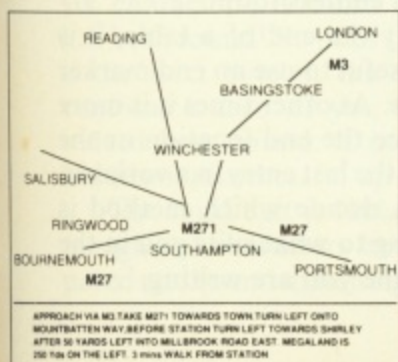 READING
LONDON
M3
BASINGSTOKE
WINCHESTER
SALISBURY
RINGWOOD
M271
M27
BOURNEMOUTH
SOUTHAMPTON
M27
PORTSMOUTH
APPROACH VIA M3.TAKE M271 TOWARDS TOWN.TURN LEFT ONTO
MOUNTBATTEN WAY.BEFORE STATION TURN LEFT TOWARDS SHIRLEY
AFTER 50 YARDS LEFT INTO MILLBROOK ROAD EAST. MEGALAND IS
250 Yds ON THE LEFT. 3 mins WALK FROM STATION